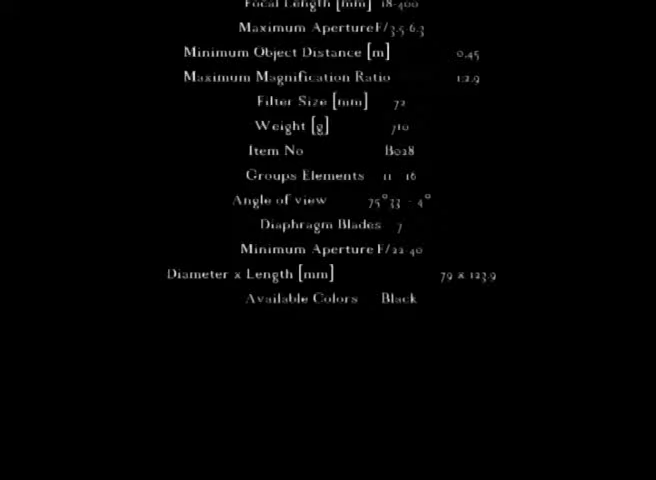 Focal Length [mm] 18-400
Maximum Aperture F/3.5-6.3
Minimum Object Distance [m] 0.45
Maximum Magnification Ratio 1:2.9
Filter Size [mm] 72
Weight [g] 710
Item No B028
Groups Elements 11 16
Angle of view 75°33 - 4°
Diaphragm Blades 7
Minimum Aperture F/22-40
Diameter x Length [mm] 79 x 123.9
Available Colors Black